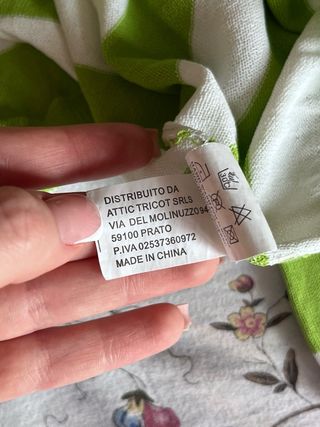 DISTRIBUITO DA
ATTIC TRICOT SRLS
VIA DEL MOLINUZZO 94
59100 PRATO
P.IVA 02537360972
MADE IN CHINA